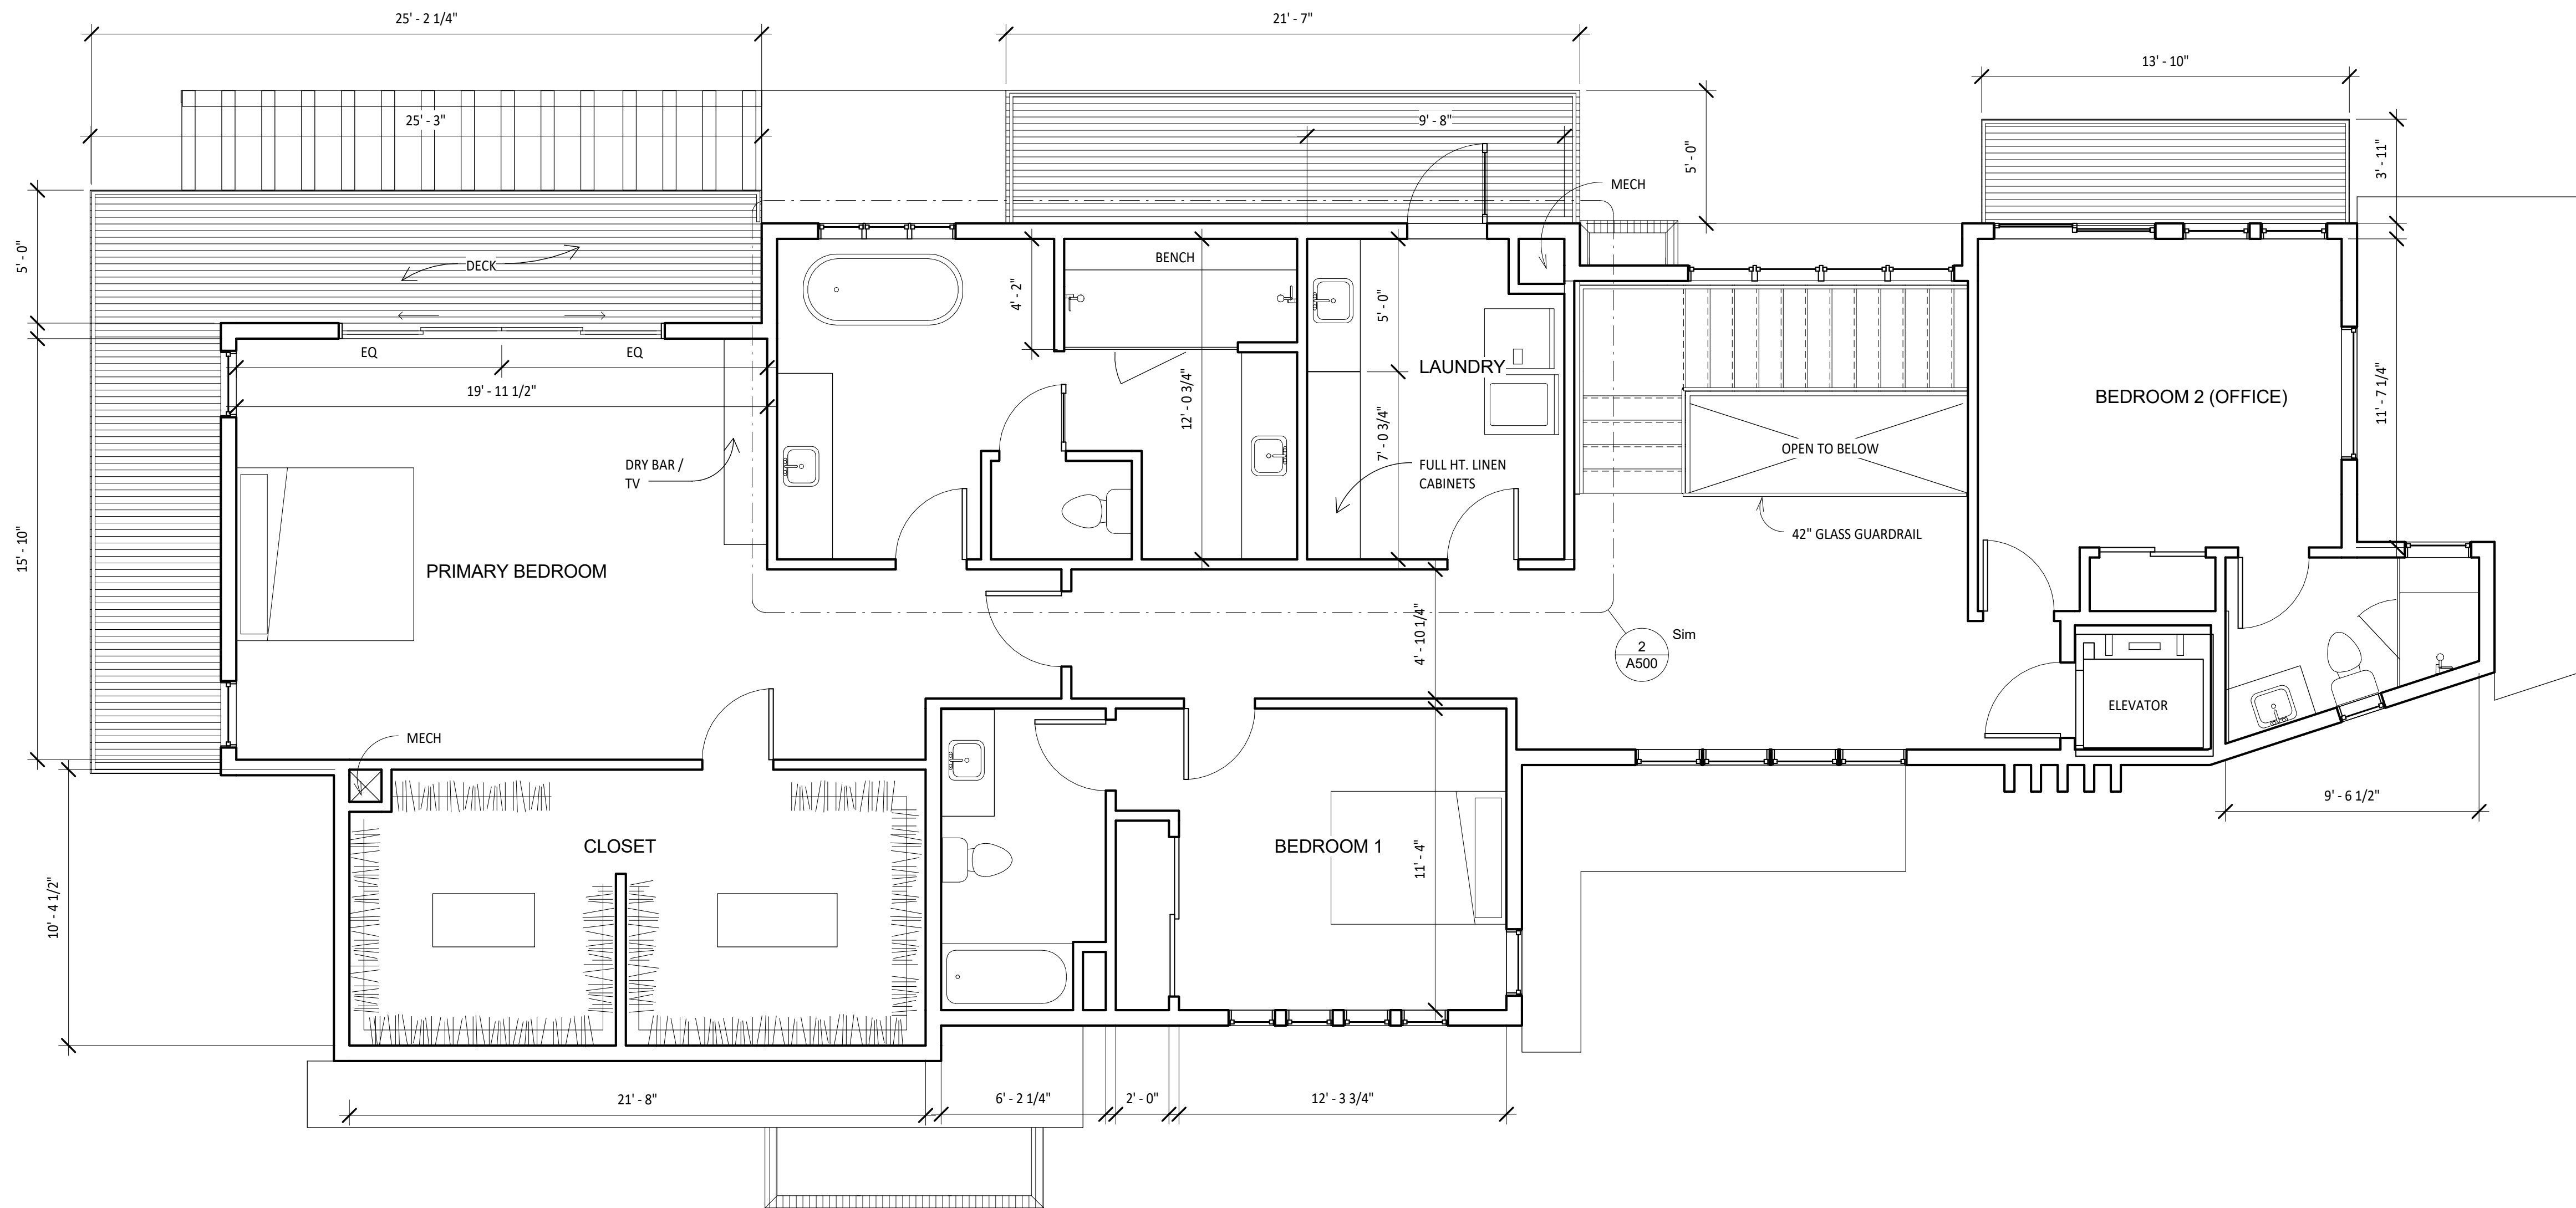 25' - 2 1/4"
21' - 7"
13' - 10"
25' - 3"
9' - 8"
5' - 0"
3' - 11"
MECH
5' - 0"
DECK
BENCH
4' - 2"
5' - 0"
EQ
EQ
19' - 11 1/2"
LAUNDRY
12' - 0 3/4"
7' - 0 3/4"
BEDROOM 2 (OFFICE)
11' - 7 1/4"
OPEN TO BELOW
DRY BAR /
TV
FULL HT. LINEN
CABINETS
42" GLASS GUARDRAIL
15' - 10"
PRIMARY BEDROOM
4' - 10 1/4"
2
A500
Sim
ELEVATOR
MECH
9' - 6 1/2"
CLOSET
BEDROOM 1
11' - 4"
10' - 4 1/2"
21' - 8"
6' - 2 1/4"
2' - 0"
12' - 3 3/4"